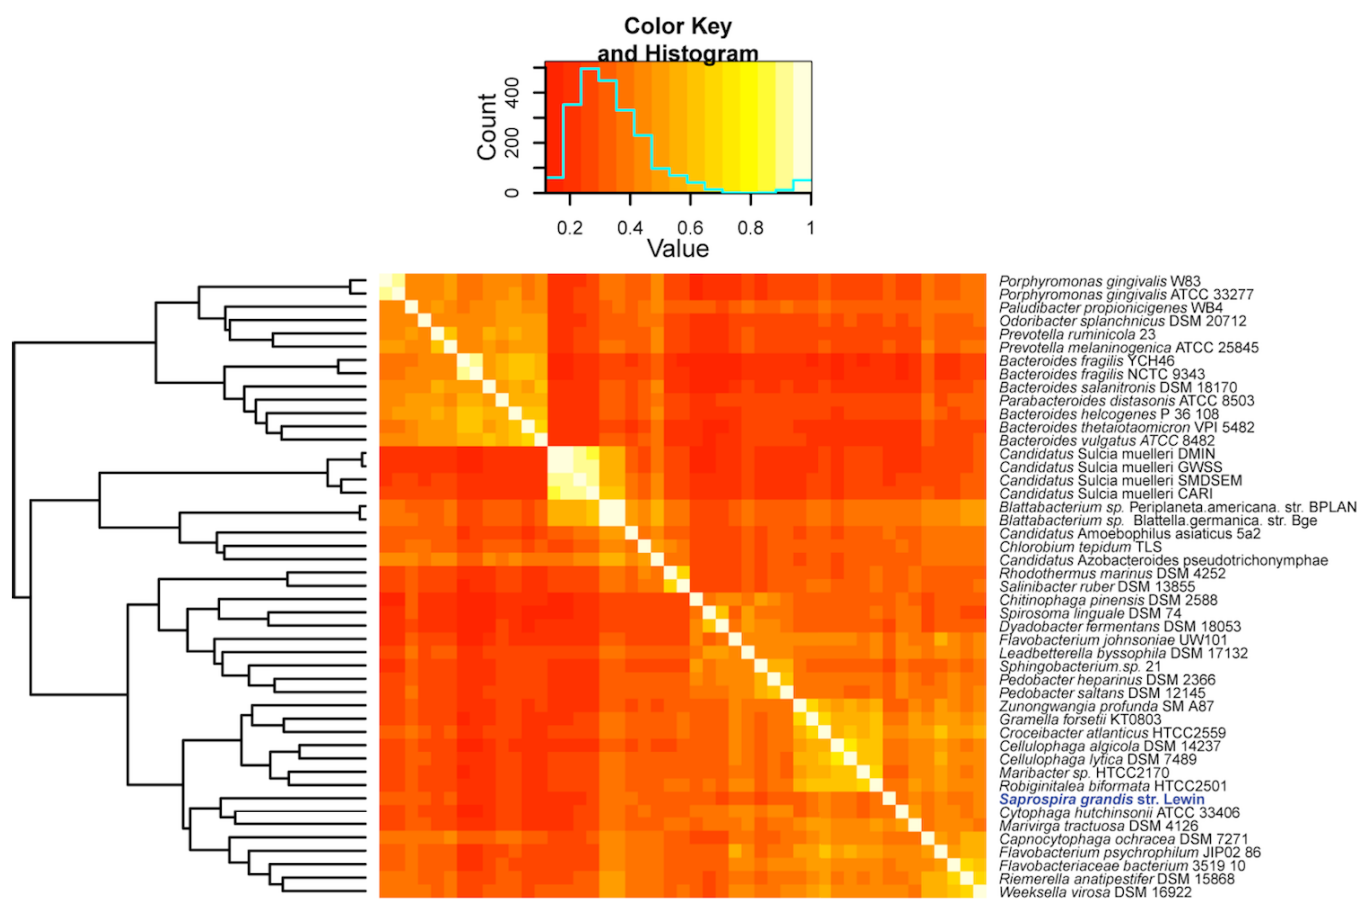 Color Key
and Histogram
Count
0 200 400
0.2 0.4 0.6 0.8 1
Value
Porphyromonas gingivalis W83
Porphyromonas gingivalis ATCC 33277
Paludibacter propionicigenes WB4
Odoribacter splanchnicus DSM 20712
Prevotella ruminicola 23
Prevotella melaninogenica ATCC 25845
Bacteroides fragilis YCH46
Bacteroides fragilis NCTC 9343
Bacteroides salanitronis DSM 18170
Parabacteroides distasonis ATCC 8503
Bacteroides helcogenes P 36 108
Bacteroides thetaiotaomicron VPI 5482
Bacteroides vulgatus ATCC 8482
Candidatus Sulcia muelleri DMIN
Candidatus Sulcia muelleri GWSS
Candidatus Sulcia muelleri SMDSEM
Candidatus Sulcia muelleri CARI
Blattabacterium sp. Periplaneta.americana. str. BPLAN
Blattabacterium sp. Blattella.germanica. str. Bge
Candidatus Amoebophilus asiaticus 5a2
Chlorobium tepidum TLS
Candidatus Azobacteroides pseudotrichonymphae
Rhodothermus marinus DSM 4252
Salinibacter ruber DSM 13855
Chitinophaga pinensis DSM 2588
Spirosoma linguale DSM 74
Dyadobacter fermentans DSM 18053
Flavobacterium johnsoniae UW101
Leadbetterella byssophila DSM 17132
Sphingobacterium.sp. 21
Pedobacter heparinus DSM 2366
Pedobacter saltans DSM 12145
Zunongwangia profunda SM A87
Gramella forsetii KT0803
Croceibacter atlanticus HTCC2559
Cellulophaga algicola DSM 14237
Cellulophaga lytica DSM 7489
Maribacter sp. HTCC2170
Robiginitalea biformata HTCC2501
Saprospira grandis str. Lewin
Cytophaga hutchinsonii ATCC 33406
Marivirga tractuosa DSM 4126
Capnocytophaga ochracea DSM 7271
Flavobacterium psychrophilum JIP02 86
Flavobacteriaceae bacterium 3519 10
Riemerella anatipestifer DSM 15868
Weeksella virosa DSM 16922